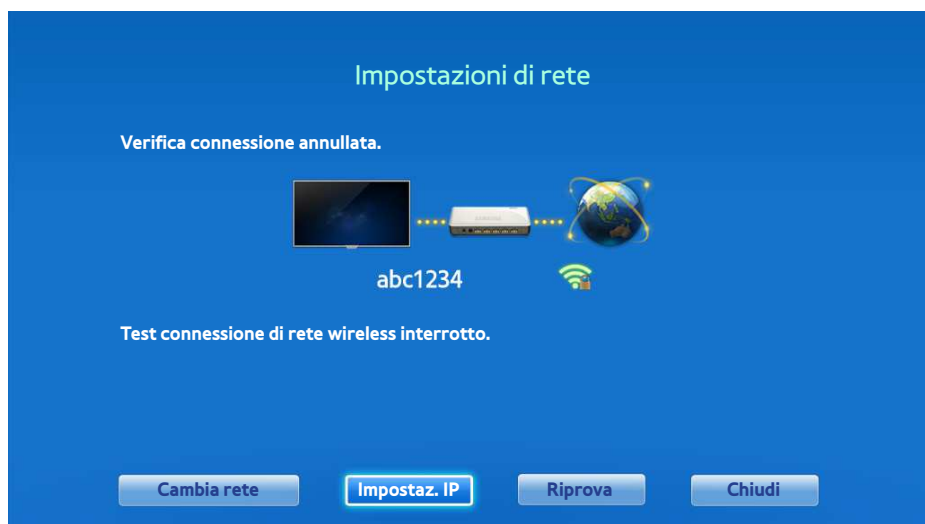 Impostazioni di rete
Verifica connessione annullata.
SAMSUNG
abc1234
Test connessione di rete wireless interrotto.
Cambia rete
Impostaz. IP
Riprova
Chiudi